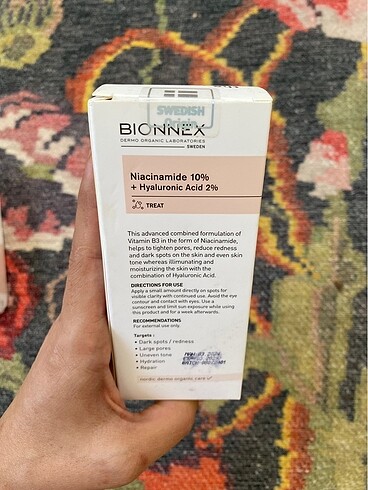 SWEDISH
Origin
BIONNEX
DERMO ORGANIC LABORATORIES
SWEDEN
Niacinamide 10%
+ Hyaluronic Acid 2%
TREAT
This advanced combined formulation of
Vitamin B3 in the form of Niacinamide,
helps to tighten pores, reduce redness
and dark spots on the skin and even skin
tone whereas illimunating and
moisturizing the skin with the
combination of Hyaluronic Acid.
DIRECTIONS FOR USE
Apply a small amount directly on spots for
visible clarity with continued use. Avoid the eye
contour and contact with eyes. Use a
sunscreen and limit sun exposure while using
this product and for a week afterwards.
RECOMMENDATIONS
For external use only.
Targets :
• Dark spots / redness
• Large pores
• Uneven tone
• Hydration
• Repair
nordic dermo organic care